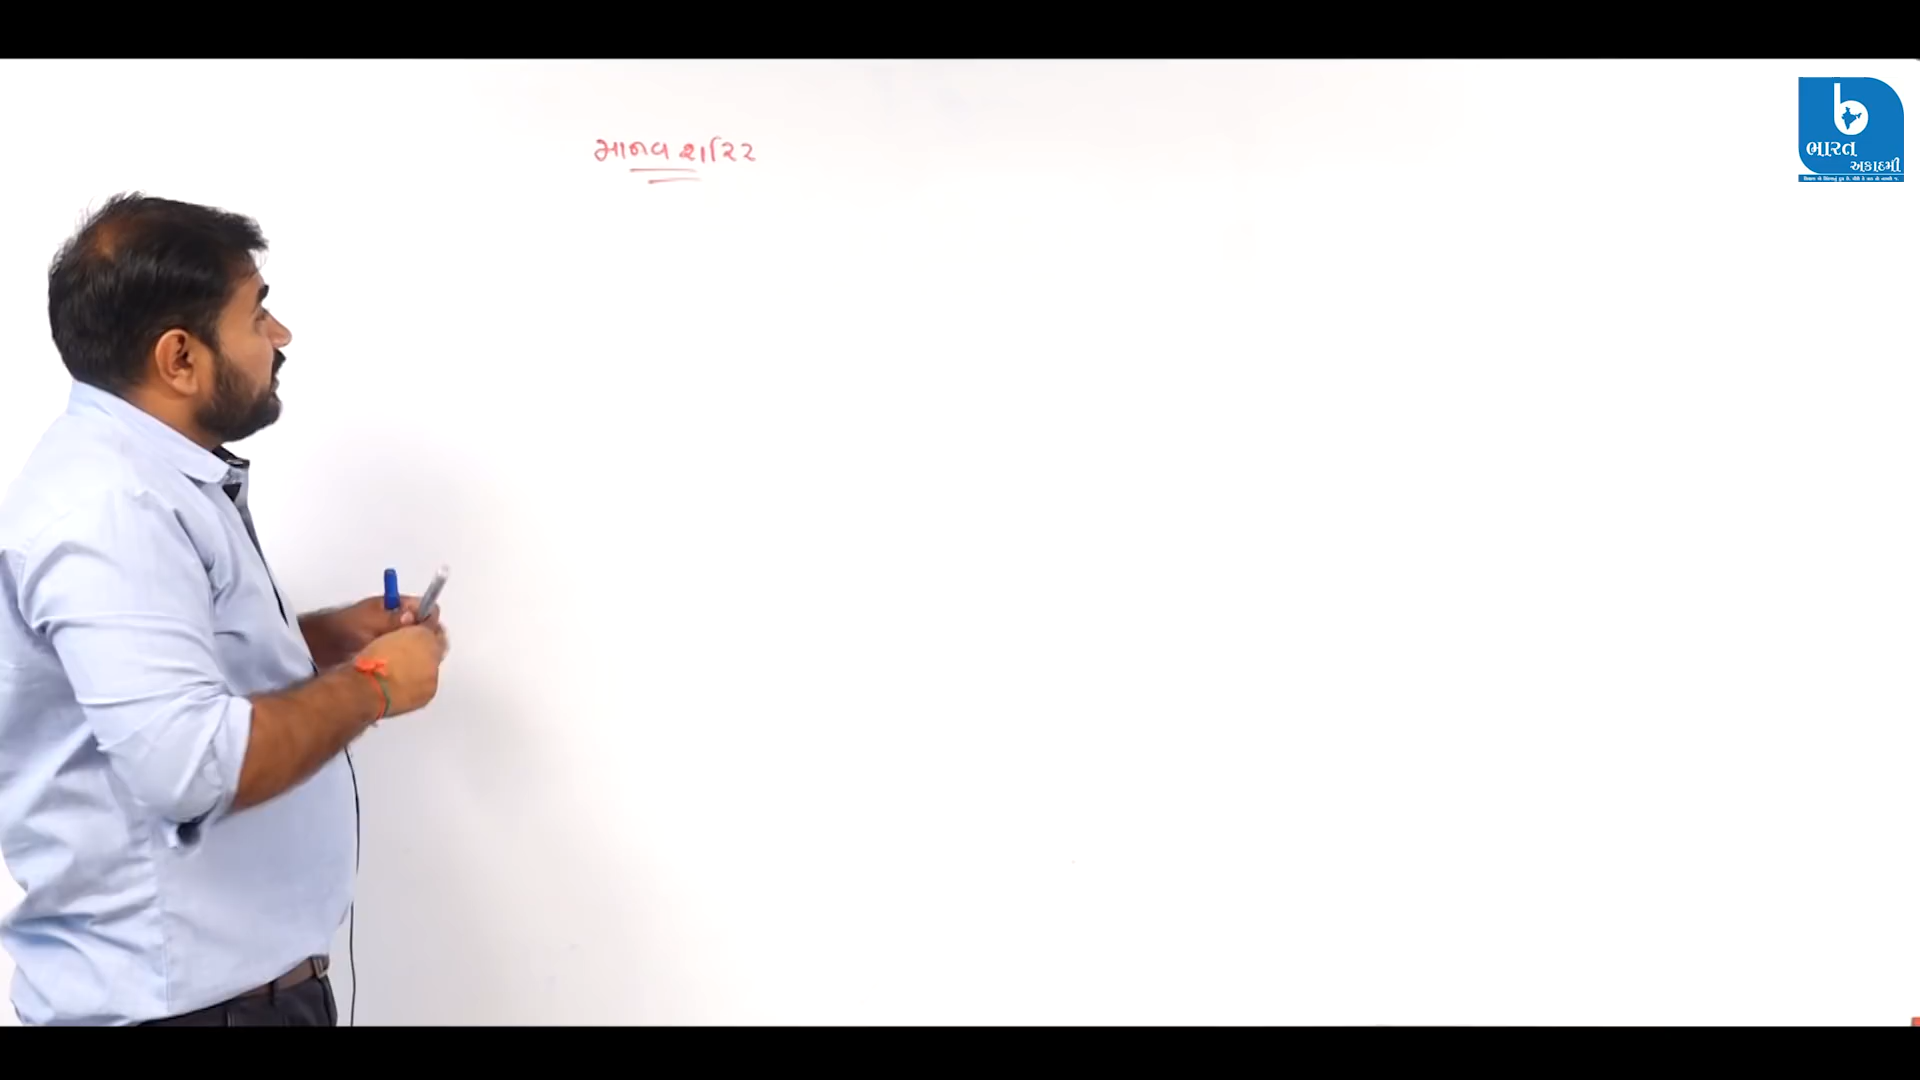 માનવ શરિર
b
ભારત
અકાદમી